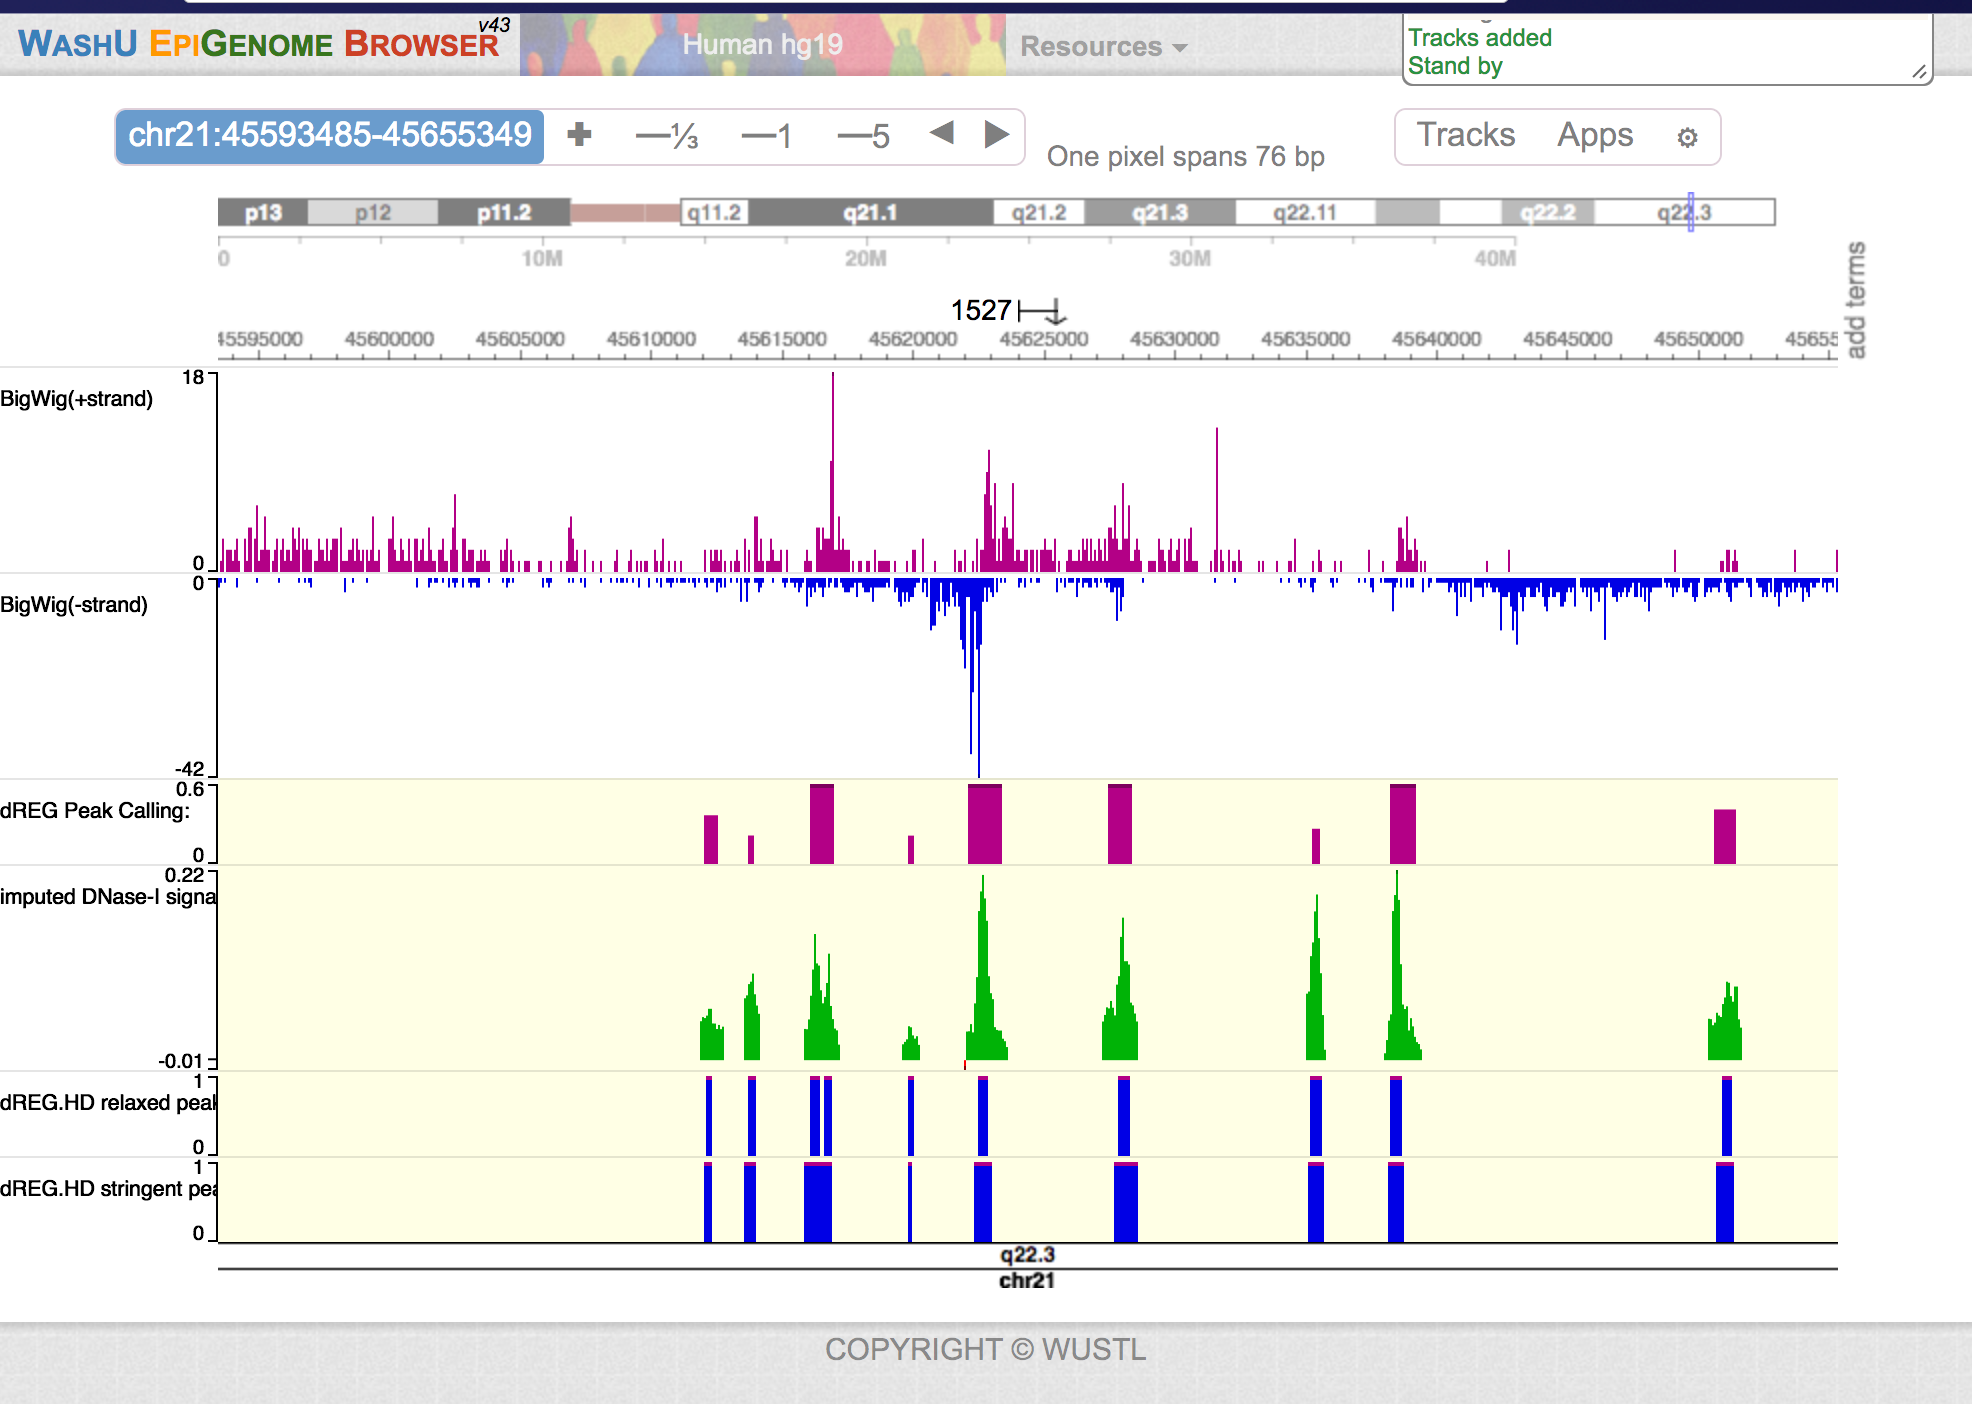 WASHU EPIGENOME BROWSER v43
Human hg19
Resources
Tracks added
Stand by
chr21:45593485-45655349
—⅓ —1 —5
One pixel spans 76 bp
Tracks Apps
p13 p12 p11.2 q11.2 q21.1 q21.2 q21.3 q22.11 q22.2 q22.3
0 10M 20M 30M 40M
add terms
1527
45595000 45600000 45605000 45610000 45615000 45620000 45625000 45630000 45635000 45640000 45645000 45650000 45655
18
BigWig(+strand)
0
0
BigWig(-strand)
-42
0.6
dREG Peak Calling:
0
0.22
imputed DNase-I signa
-0.01
1
dREG.HD relaxed peak
0
1
dREG.HD stringent pea
0
q22.3
chr21
COPYRIGHT © WUSTL